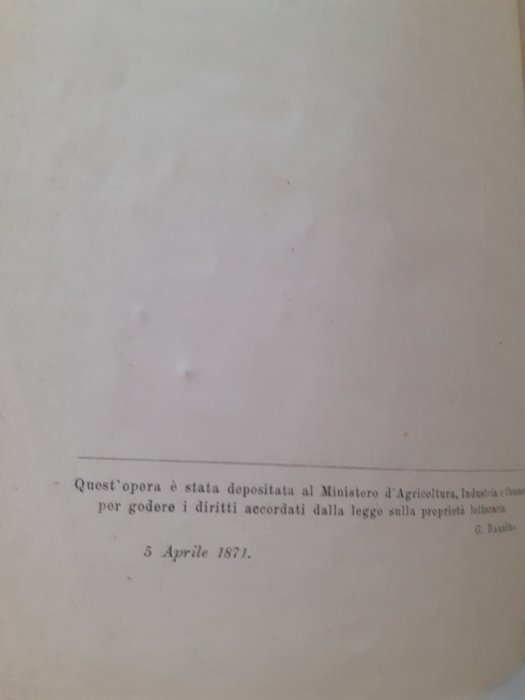 Quest'opera è stata depositata al Ministero d'Agricoltura, Industria e
per godere i diritti accordati dalla legge sulla proprietà letteraria.
G.
5 Aprile 1871.